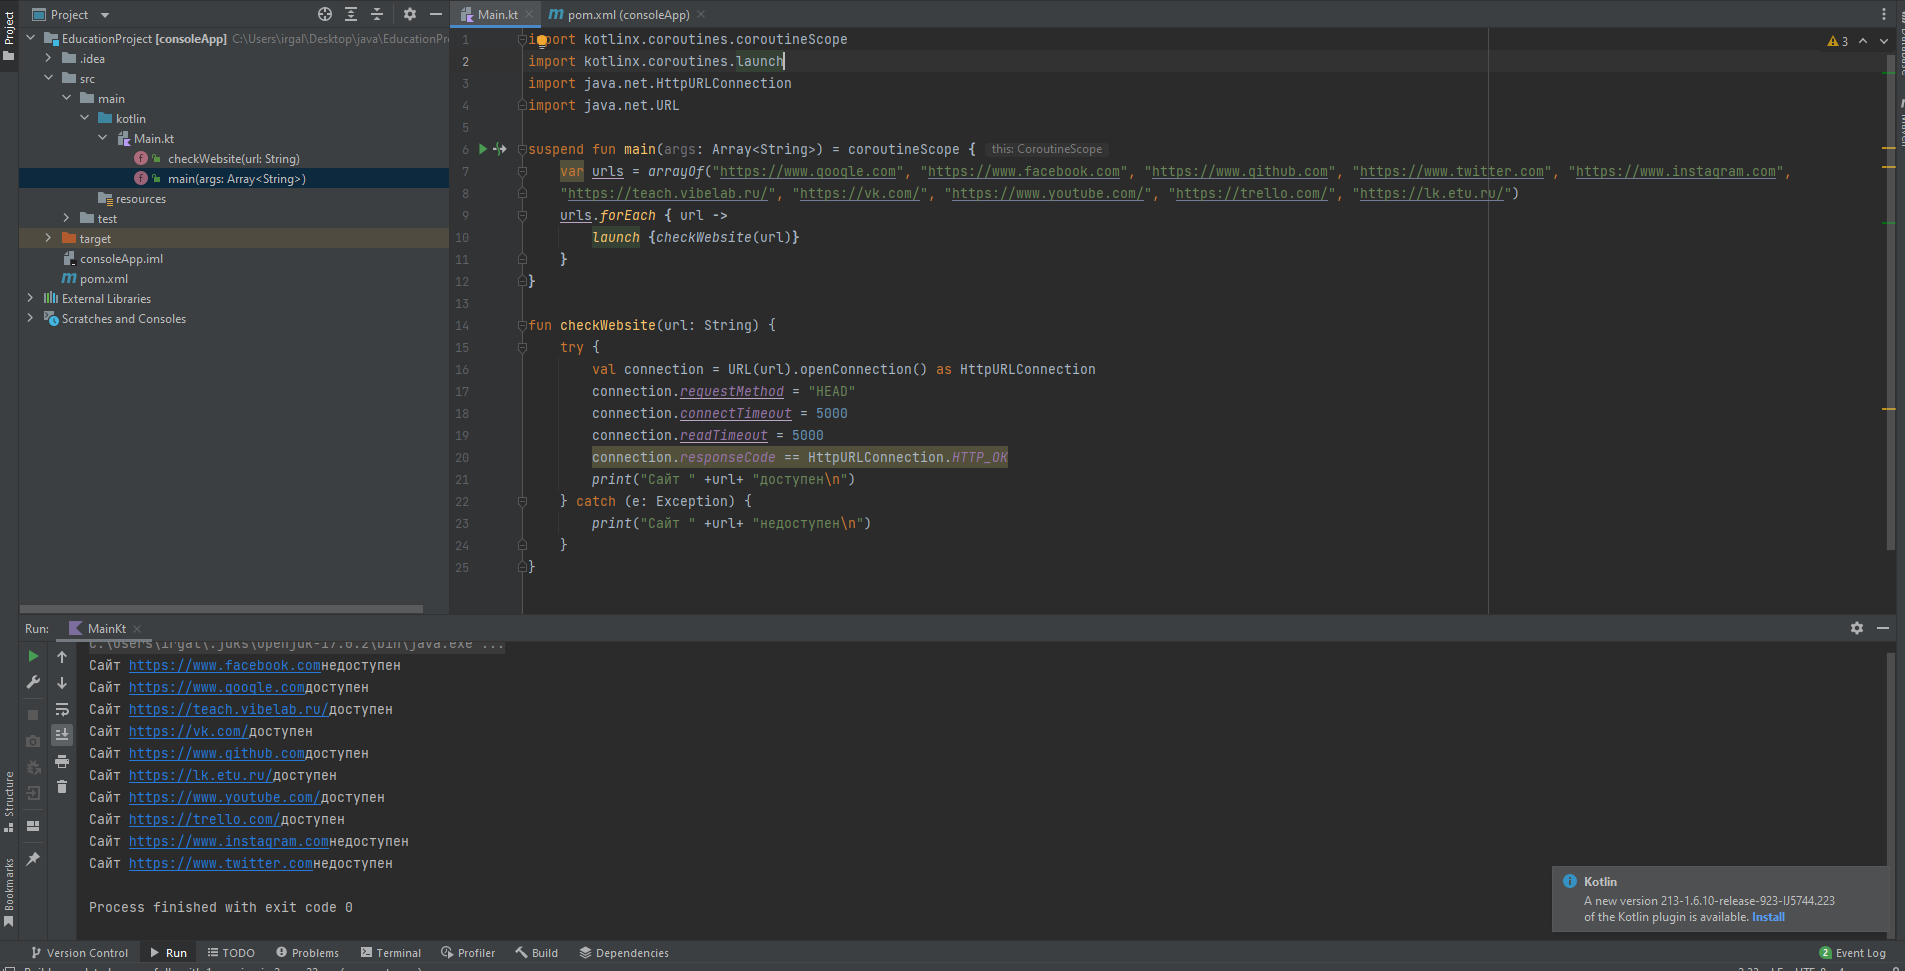 Project
Main.kt
pom.xml (consoleApp)
Project
EducationProject [consoleApp] C:\Users\irgal\Desktop\java\EducationPr
.idea
src
main
kotlin
Main.kt
checkWebsite(url: String)
main(args: Array<String>)
resources
test
target
consoleApp.iml
pom.xml
External Libraries
Scratches and Consoles
3
1 import kotlinx.coroutines.coroutineScope
2 import kotlinx.coroutines.launch
3 import java.net.HttpURLConnection
4 import java.net.URL
5
6 suspend fun main(args: Array<String>) = coroutineScope { this: CoroutineScope
7 var urls = arrayOf("https://www.google.com", "https://www.facebook.com", "https://www.github.com", "https://www.twitter.com", "https://www.instagram.com",
8 "https://teach.vibelab.ru/", "https://vk.com/", "https://www.youtube.com/", "https://trello.com/", "https://lk.etu.ru/")
9 urls.forEach { url ->
10 launch {checkWebsite(url)}
11 }
12 }
13
14 fun checkWebsite(url: String) {
15 try {
16 val connection = URL(url).openConnection() as HttpURLConnection
17 connection.requestMethod = "HEAD"
18 connection.connectTimeout = 5000
19 connection.readTimeout = 5000
20 connection.responseCode == HttpURLConnection.HTTP_OK
21 print("Сайт " +url+ "доступен\n")
22 } catch (e: Exception) {
23 print("Сайт " +url+ "недоступен\n")
24 }
25 }
Run: MainKt
C:\Users\irgal\.jdks\openjdk-17.0.2\bin\java.exe ...
Сайт https://www.facebook.comнедоступен
Сайт https://www.google.comдоступен
Сайт https://teach.vibelab.ru/доступен
Сайт https://vk.com/доступен
Сайт https://www.github.comдоступен
Сайт https://lk.etu.ru/доступен
Сайт https://www.youtube.com/доступен
Сайт https://trello.com/доступен
Сайт https://www.instagram.comнедоступен
Сайт https://www.twitter.comнедоступен
Process finished with exit code 0
Structure
Bookmarks
Kotlin
A new version 213-1.6.10-release-923-IJ5744.223
of the Kotlin plugin is available. Install
Version Control
Run
TODO
Problems
Terminal
Profiler
Build
Dependencies
2 Event Log